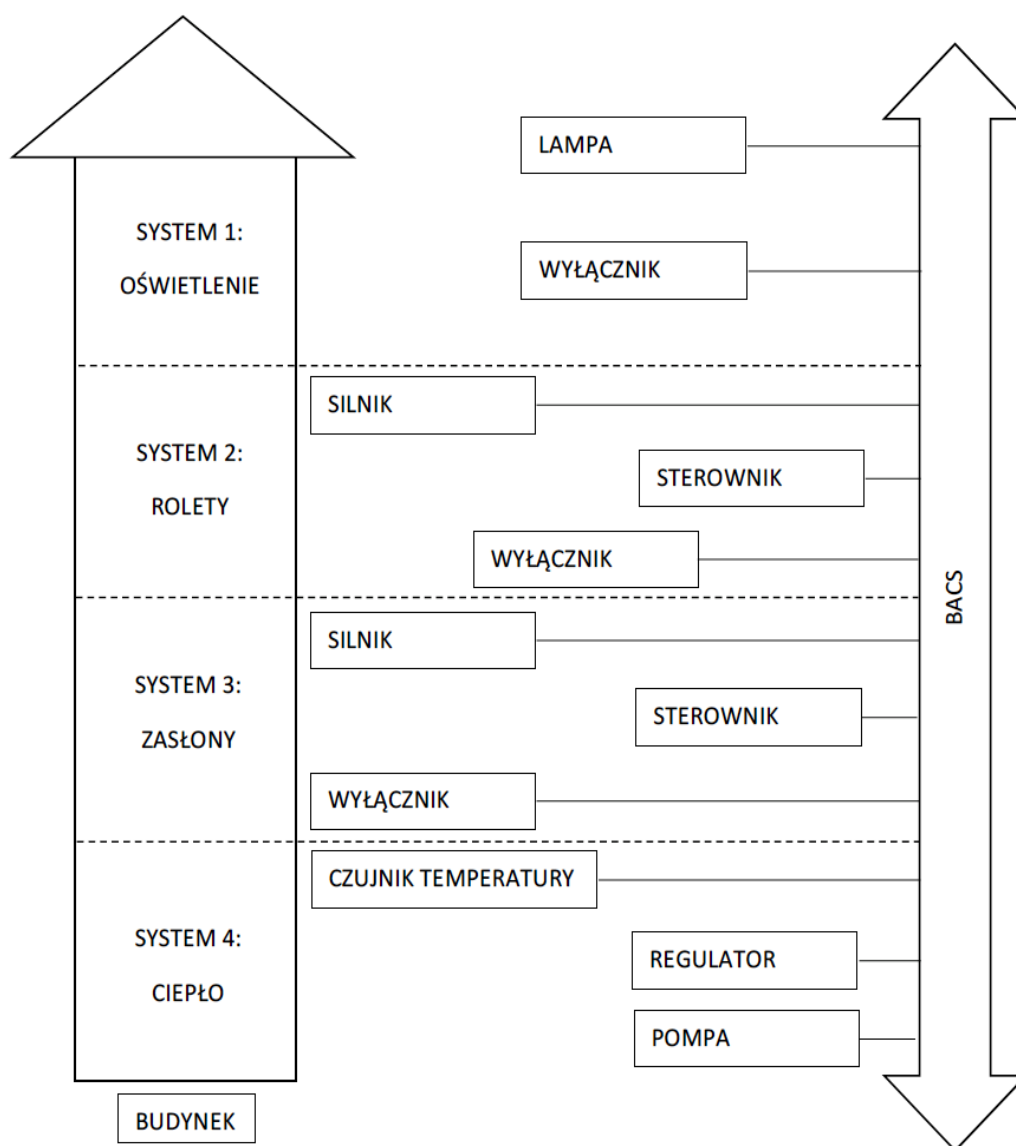 LAMPA
SYSTEM 1:
OŚWIETLENIE
WYŁĄCZNIK
SILNIK
SYSTEM 2:
ROLETY
STEROWNIK
WYŁĄCZNIK
BACS
SILNIK
SYSTEM 3:
ZASŁONY
STEROWNIK
WYŁĄCZNIK
CZUJNIK TEMPERATURY
SYSTEM 4:
CIEPŁO
REGULATOR
POMPA
BUDYNEK